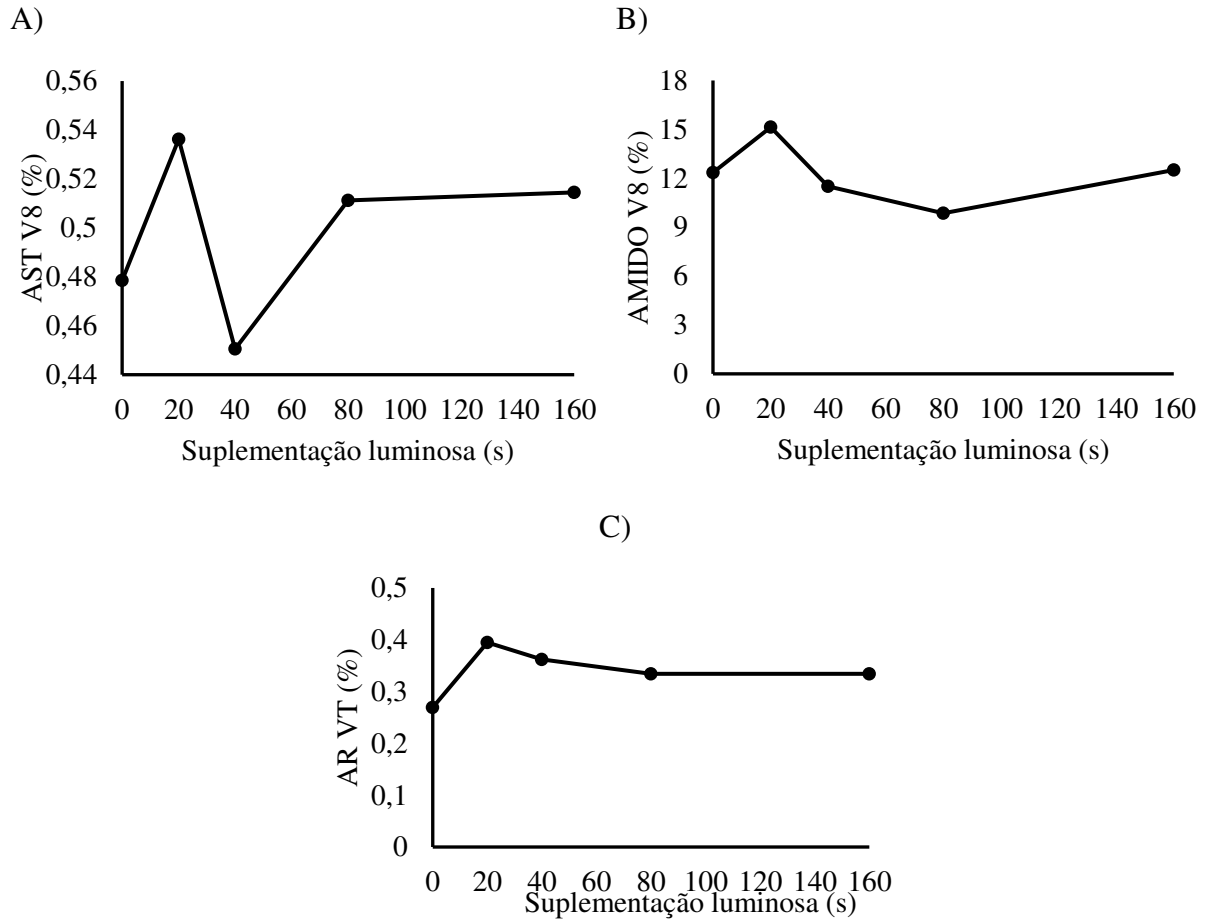 A)
B)
0,56
0,54
0,52
0,5
0,48
0,46
0,44
AST V8 (%)
0 20 40 60 80 100 120 140 160
Suplementação luminosa (s)
18
15
12
9
6
3
0
AMIDO V8 (%)
0 20 40 60 80 100 120 140 160
Suplementação luminosa (s)
C)
0,5
0,4
0,3
0,2
0,1
0
AR VT (%)
0 20 40 60 80 100 120 140 160
Suplementação luminosa (s)